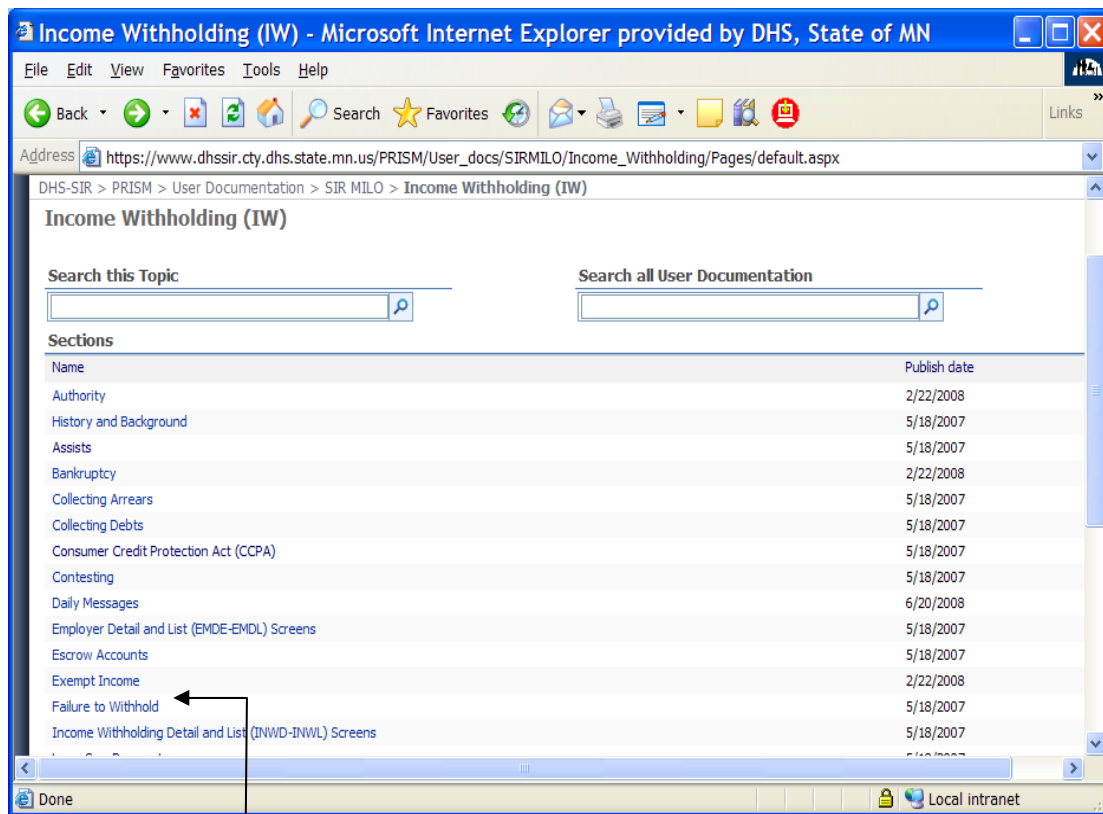 Income Withholding (IW) - Microsoft Internet Explorer provided by DHS, State of MN
File Edit View Favorites Tools Help
Back Search Favorites Links »
Address https://www.dhssir.cty.dhs.state.mn.us/PRISM/User_docs/SIRMILO/Income_Withholding/Pages/default.aspx
DHS-SIR > PRISM > User Documentation > SIR MILO > Income Withholding (IW)
Income Withholding (IW)
Search this Topic Search all User Documentation
Sections
Name Publish date
Authority 2/22/2008
History and Background 5/18/2007
Assists 5/18/2007
Bankruptcy 2/22/2008
Collecting Arrears 5/18/2007
Collecting Debts 5/18/2007
Consumer Credit Protection Act (CCPA) 5/18/2007
Contesting 5/18/2007
Daily Messages 6/20/2008
Employer Detail and List (EMDE-EMDL) Screens 5/18/2007
Escrow Accounts 5/18/2007
Exempt Income 2/22/2008
Failure to Withhold 5/18/2007
Income Withholding Detail and List (INWD-INWL) Screens 5/18/2007
Done Local intranet